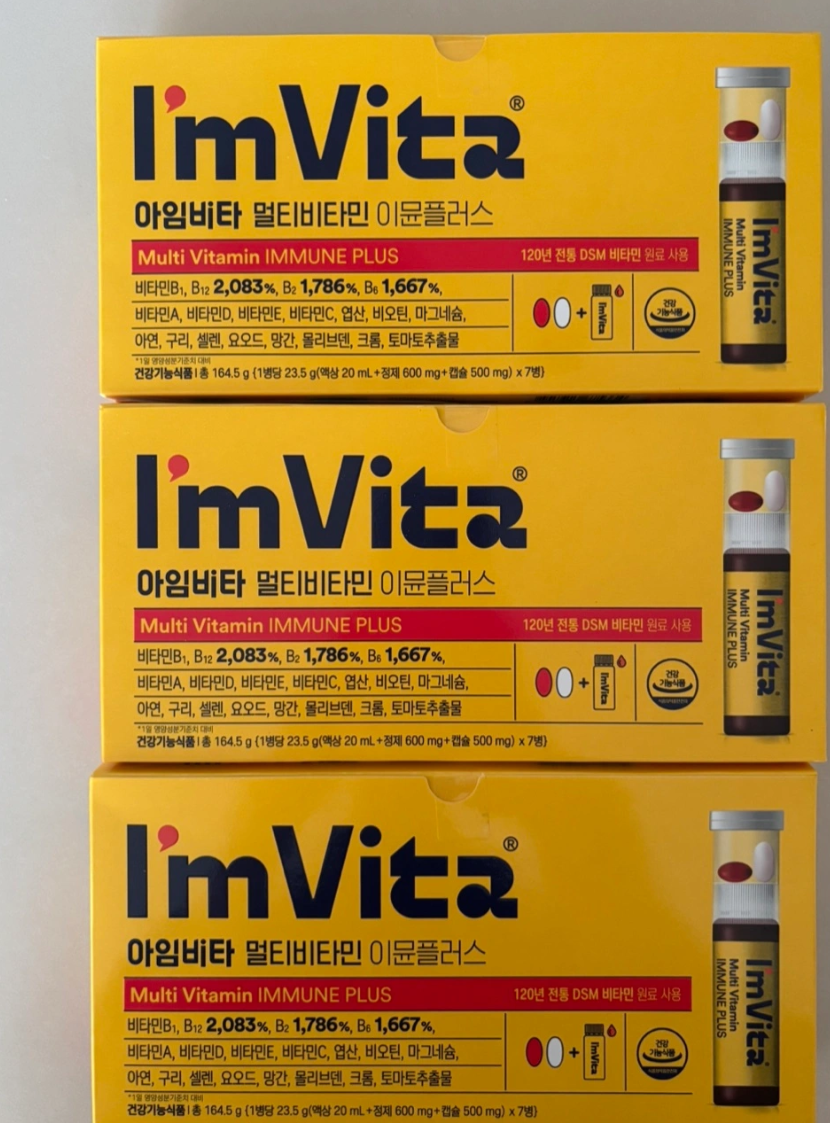 I'mVita®
아임비타 멀티비타민 이뮨플러스
Multi Vitamin IMMUNE PLUS 120년 전통 DSM 비타민 원료 사용
비타민B₁, B₁₂ 2,083%, B₂ 1,786%, B₆ 1,667%,
비타민A, 비타민D, 비타민E, 비타민C, 엽산, 비오틴, 마그네슘,
아연, 구리, 셀렌, 요오드, 망간, 몰리브덴, 크롬, 토마토추출물
*1일 영양성분기준치 대비
건강기능식품 | 총 164.5 g {1병당 23.5 g(액상 20 mL+정제 600 mg+캡슐 500 mg) x 7병}
+
I'mVita
건강
기능식품
I'mVita
Multi Vitamin
IMMUNE PLUS
I'mVita®
아임비타 멀티비타민 이뮨플러스
Multi Vitamin IMMUNE PLUS 120년 전통 DSM 비타민 원료 사용
비타민B₁, B₁₂ 2,083%, B₂ 1,786%, B₆ 1,667%,
비타민A, 비타민D, 비타민E, 비타민C, 엽산, 비오틴, 마그네슘,
아연, 구리, 셀렌, 요오드, 망간, 몰리브덴, 크롬, 토마토추출물
*1일 영양성분기준치 대비
건강기능식품 | 총 164.5 g {1병당 23.5 g(액상 20 mL+정제 600 mg+캡슐 500 mg) x 7병}
+
I'mVita
건강
기능식품
I'mVita
Multi Vitamin
IMMUNE PLUS
I'mVita®
아임비타 멀티비타민 이뮨플러스
Multi Vitamin IMMUNE PLUS 120년 전통 DSM 비타민 원료 사용
비타민B₁, B₁₂ 2,083%, B₂ 1,786%, B₆ 1,667%,
비타민A, 비타민D, 비타민E, 비타민C, 엽산, 비오틴, 마그네슘,
아연, 구리, 셀렌, 요오드, 망간, 몰리브덴, 크롬, 토마토추출물
*1일 영양성분기준치 대비
건강기능식품 | 총 164.5 g {1병당 23.5 g(액상 20 mL+정제 600 mg+캡슐 500 mg) x 7병}
+
I'mVita
건강
기능식품
I'mVita
Multi Vitamin
IMMUNE PLUS